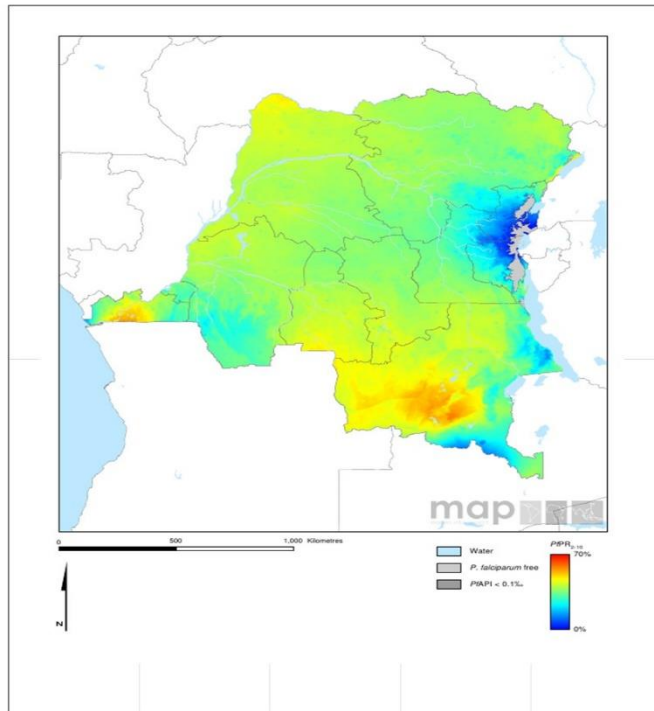 map
0 500 1,000 Kilometres
N
Water
P. falciparum free
PfAPI < 0.1‰
PfPR2-10
70%
0%